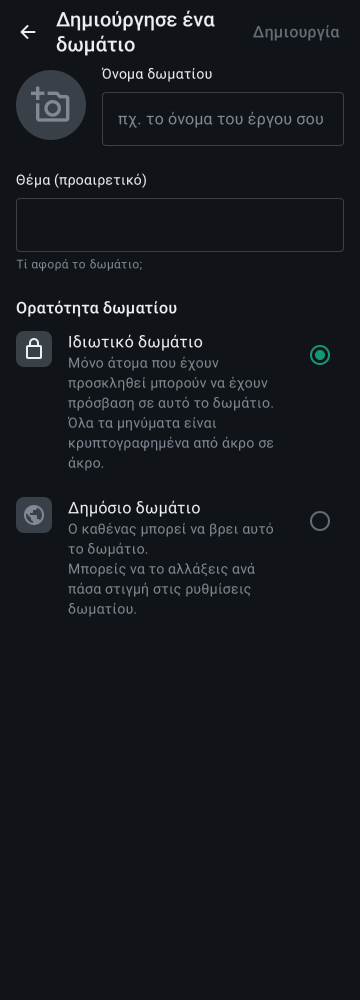 Δημιούργησε ένα
δωμάτιο
Δημιουργία
Όνομα δωματίου
πχ. το όνομα του έργου σου
Θέμα (προαιρετικό)
Τί αφορά το δωμάτιο;
Ορατότητα δωματίου
Ιδιωτικό δωμάτιο
Μόνο άτομα που έχουν
προσκληθεί μπορούν να έχουν
πρόσβαση σε αυτό το δωμάτιο.
Όλα τα μηνύματα είναι
κρυπτογραφημένα από άκρο σε
άκρο.
Δημόσιο δωμάτιο
Ο καθένας μπορεί να βρει αυτό
το δωμάτιο.
Μπορείς να το αλλάξεις ανά
πάσα στιγμή στις ρυθμίσεις
δωματίου.